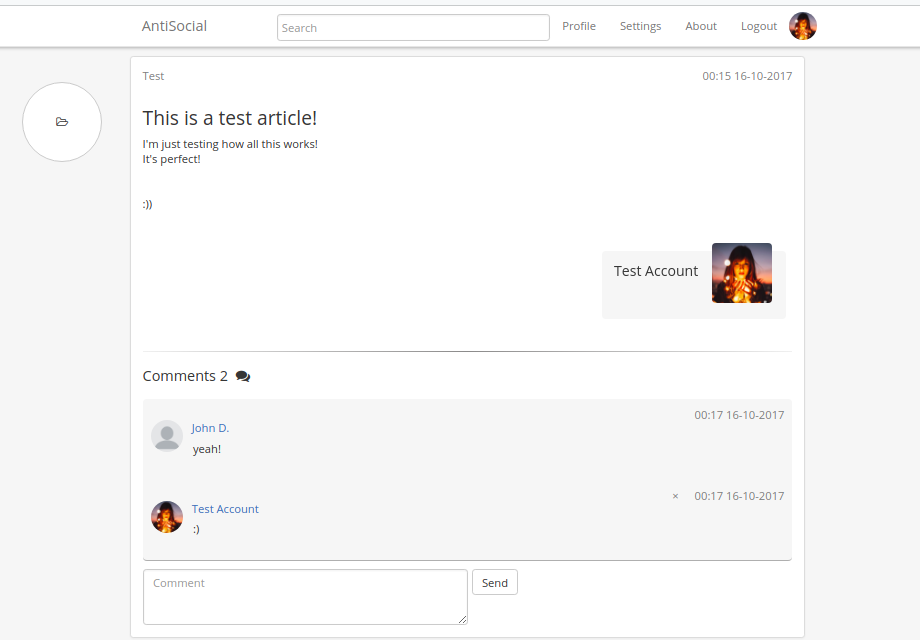 AntiSocial
Search
Profile
Settings
About
Logout
Test
00:15 16-10-2017
This is a test article!
I'm just testing how all this works!
It's perfect!
:))
Test Account
Comments 2
John D.
00:17 16-10-2017
yeah!
Test Account
× 00:17 16-10-2017
:)
Comment
Send